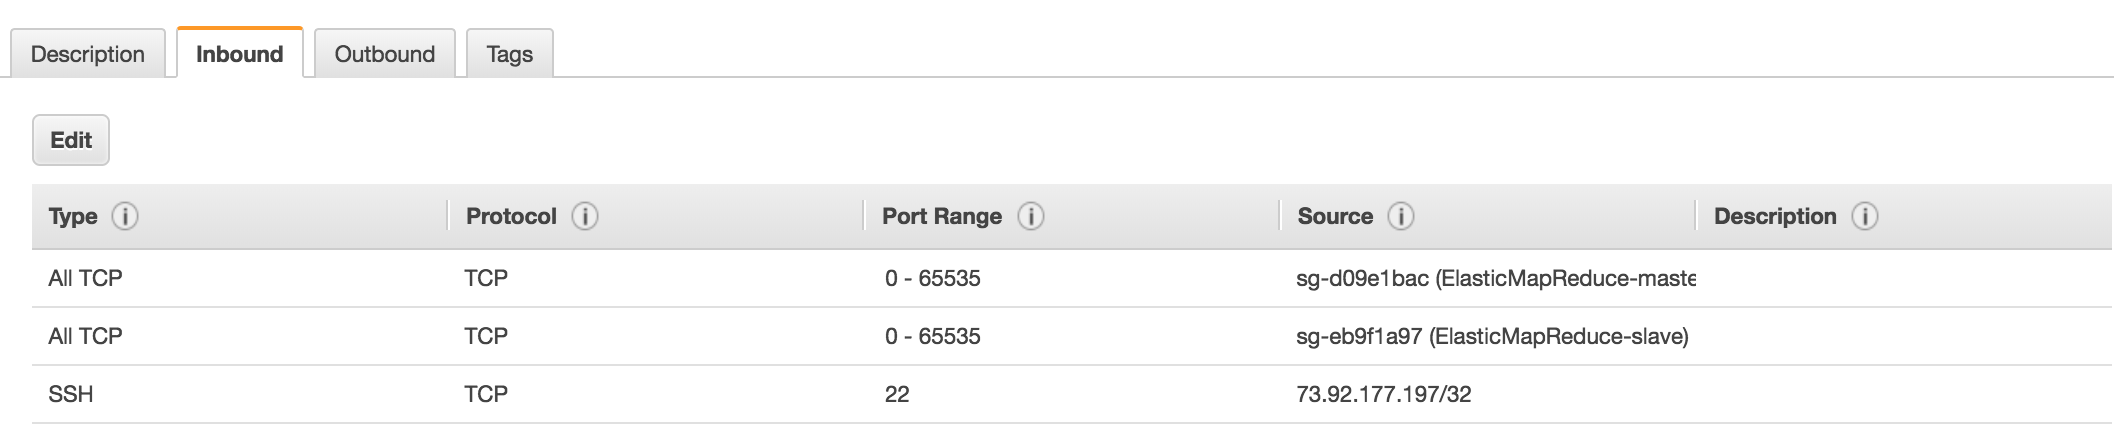 Description Inbound Outbound Tags
Edit
Type i Protocol i Port Range i Source i Description i
All TCP TCP 0 - 65535 sg-d09e1bac (ElasticMapReduce-maste
All TCP TCP 0 - 65535 sg-eb9f1a97 (ElasticMapReduce-slave)
SSH TCP 22 73.92.177.197/32